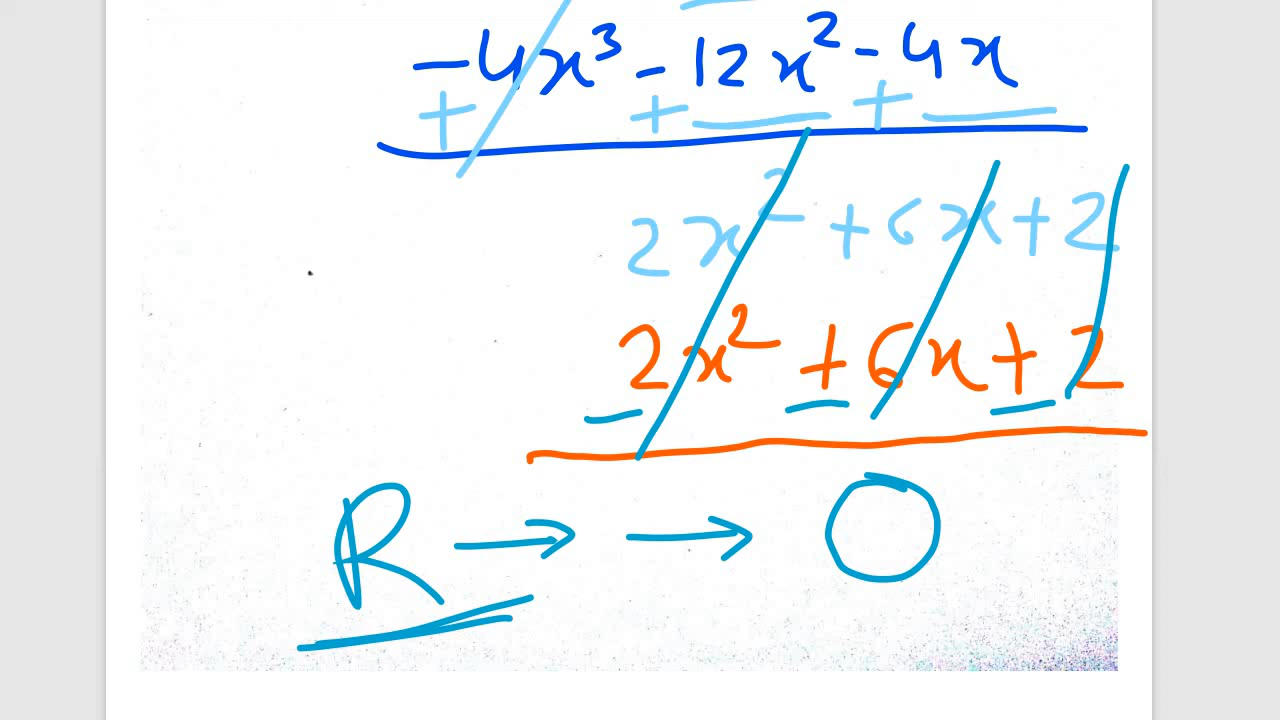 -4x³ - 12x² - 4x
+ + +
2x² + 6x + 2
2x² + 6x + 2
- - -
R → → 0